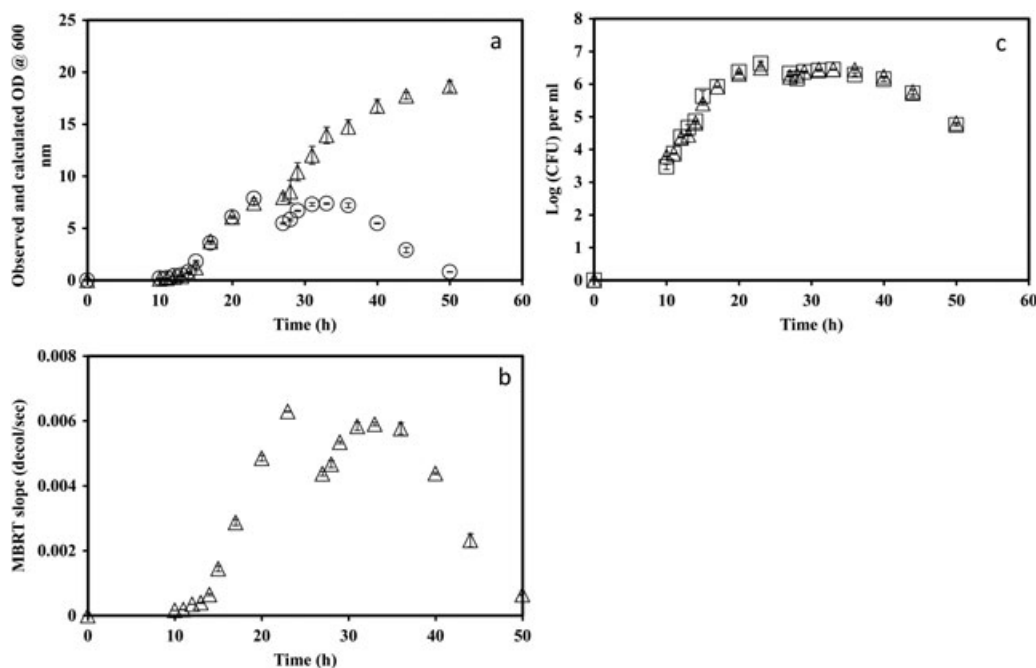 Observed and calculated OD @ 600
nm
25
20
15
10
5
0
a
0 10 20 30 40 50 60
Time (h)
Log (CFU) per ml
8
7
6
5
4
3
2
1
0
c
0 10 20 30 40 50 60
Time (h)
MBRT slope (decol/sec)
0.008
0.006
0.004
0.002
0
b
0 10 20 30 40 50
Time (h)